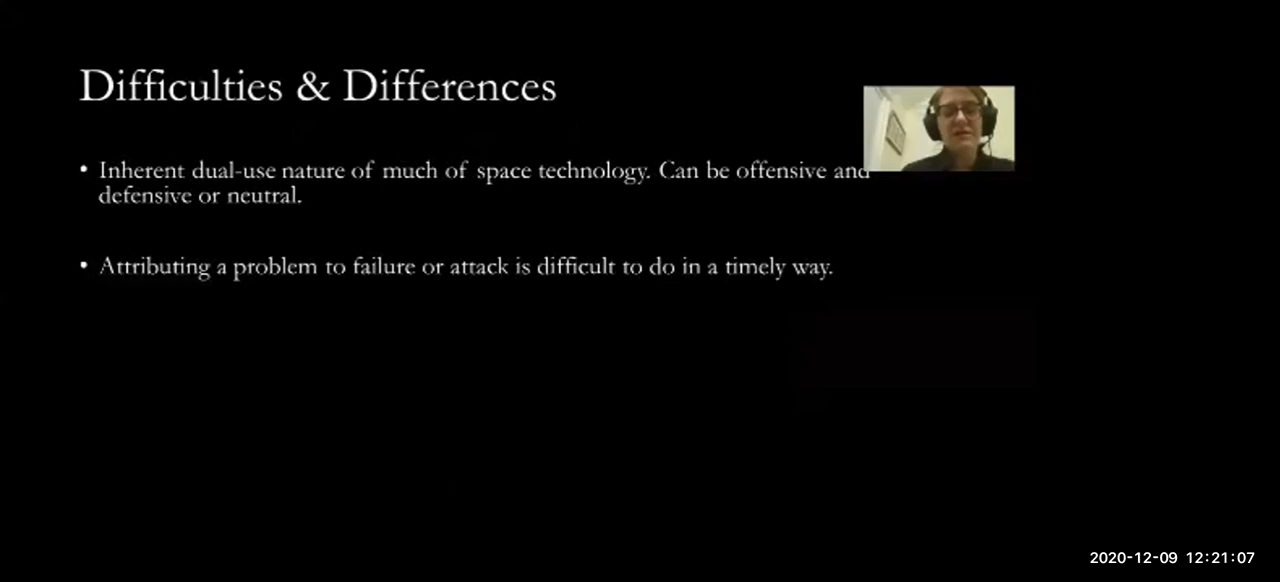 Difficulties & Differences
• Inherent dual-use nature of much of space technology. Can be offensive and
defensive or neutral.
• Attributing a problem to failure or attack is difficult to do in a timely way.
2020-12-09 12:21:07